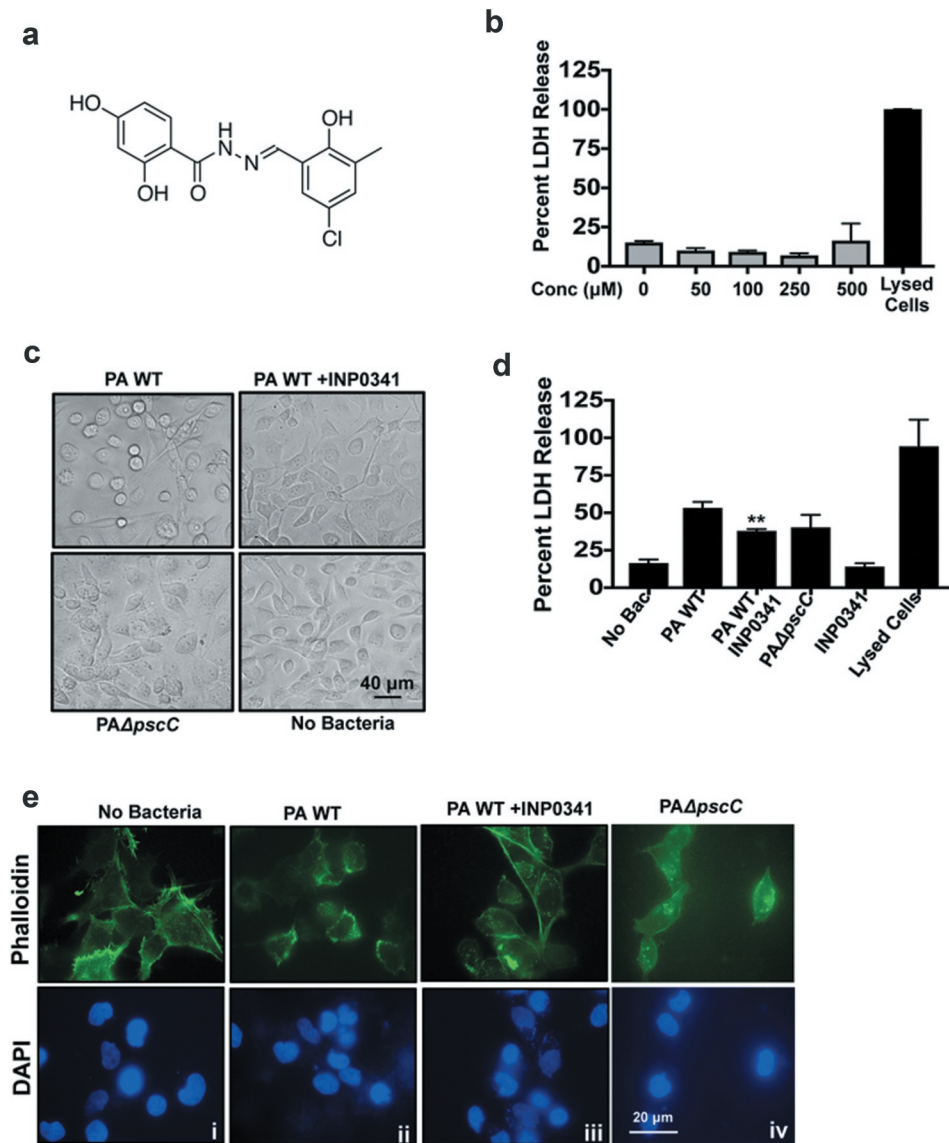 a
HO
OH
O
H
N
N
OH
Cl
b
Percent LDH Release
125
100
75
50
25
0
Conc (µM)
0
50
100
250
500
Lysed
Cells
c
PA WT
PA WT +INP0341
PAΔpscC
No Bacteria
40 µm
d
Percent LDH Release
125
100
75
50
25
0
**
No Bac
PA WT
PA WT
INP0341
PAΔpscC
INP0341
Lysed Cells
e
No Bacteria
PA WT
PA WT +INP0341
PAΔpscC
Phalloidin
DAPI
i
ii
iii
20 µm
iv